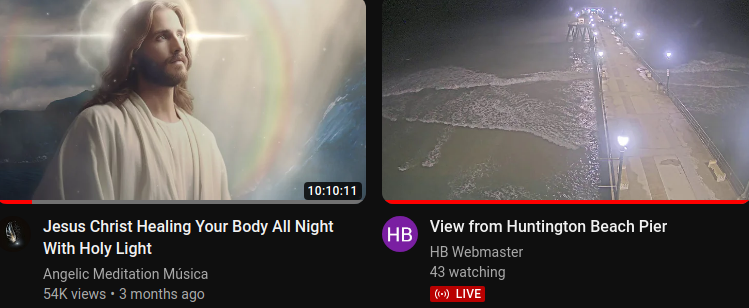 10:10:11
Jesus Christ Healing Your Body All Night
With Holy Light
Angelic Meditation Música
54K views • 3 months ago
HB
View from Huntington Beach Pier
HB Webmaster
43 watching
LIVE